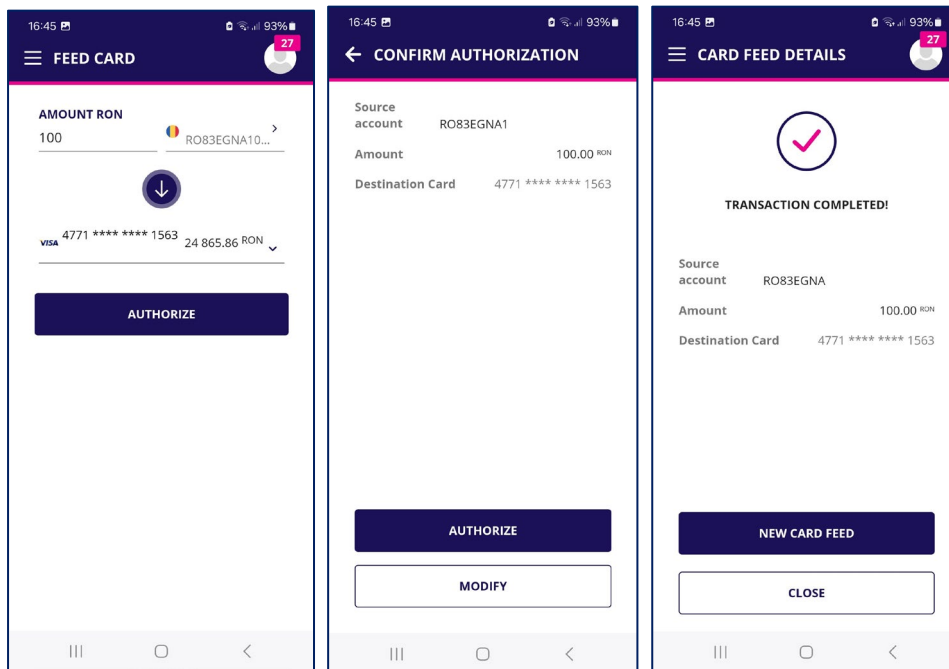 16:45 93%
27
FEED CARD
AMOUNT RON
100 RO83EGNA10...
VISA 4771 **** **** 1563 24 865.86 RON
AUTHORIZE
16:45 93%
CONFIRM AUTHORIZATION
Source
account RO83EGNA1
Amount 100.00 RON
Destination Card 4771 **** **** 1563
AUTHORIZE
MODIFY
16:45 93%
27
CARD FEED DETAILS
TRANSACTION COMPLETED!
Source
account RO83EGNA
Amount 100.00 RON
Destination Card 4771 **** **** 1563
NEW CARD FEED
CLOSE